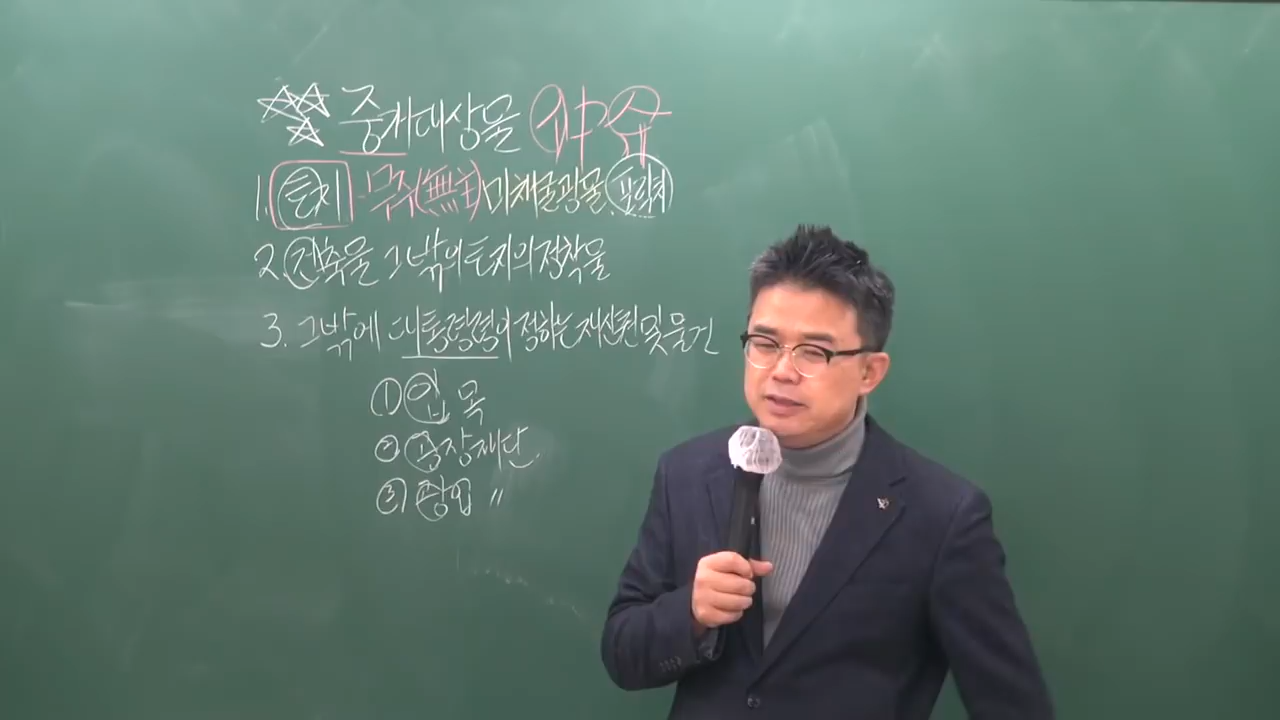 중개대상물
1. 토지 - 무주(無主) 미채굴광물, 포락지
2. 건축물 그 밖의 토지의 정착물
3. 그 밖에 대통령령이 정하는 재산권 및 물건
① 입목
② 공장재단.
③ 광업 〃